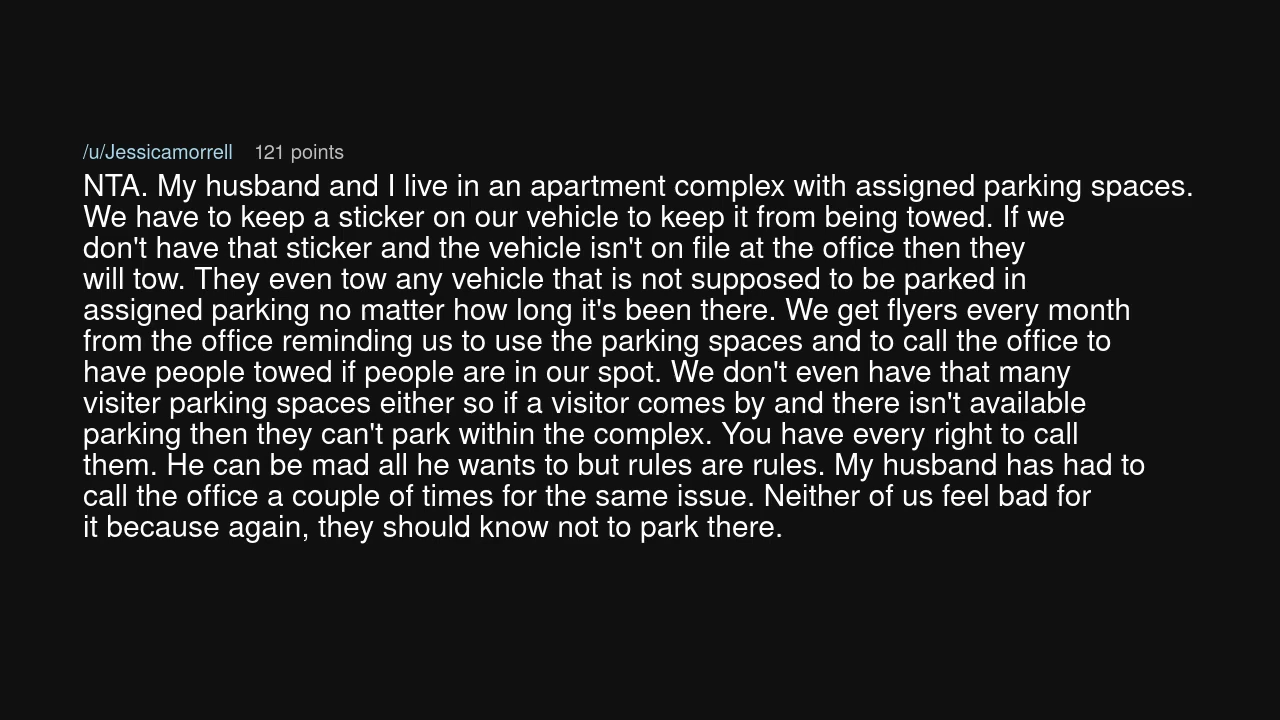 /u/Jessicamorrell 121 points
NTA. My husband and I live in an apartment complex with assigned parking spaces.
We have to keep a sticker on our vehicle to keep it from being towed. If we
don't have that sticker and the vehicle isn't on file at the office then they
will tow. They even tow any vehicle that is not supposed to be parked in
assigned parking no matter how long it's been there. We get flyers every month
from the office reminding us to use the parking spaces and to call the office to
have people towed if people are in our spot. We don't even have that many
visiter parking spaces either so if a visitor comes by and there isn't available
parking then they can't park within the complex. You have every right to call
them. He can be mad all he wants to but rules are rules. My husband has had to
call the office a couple of times for the same issue. Neither of us feel bad for
it because again, they should know not to park there.